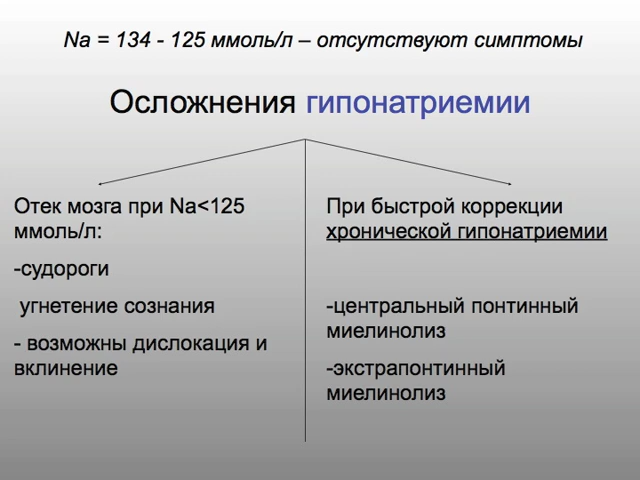 Na = 134 - 125 ммоль/л – отсутствуют симптомы
Осложнения гипонатриемии
Отек мозга при Na<125
ммоль/л:
-судороги
угнетение сознания
- возможны дислокация и
вклинение
При быстрой коррекции
хронической гипонатриемии
-центральный понтинный
миелинолиз
-экстрапонтинный
миелинолиз